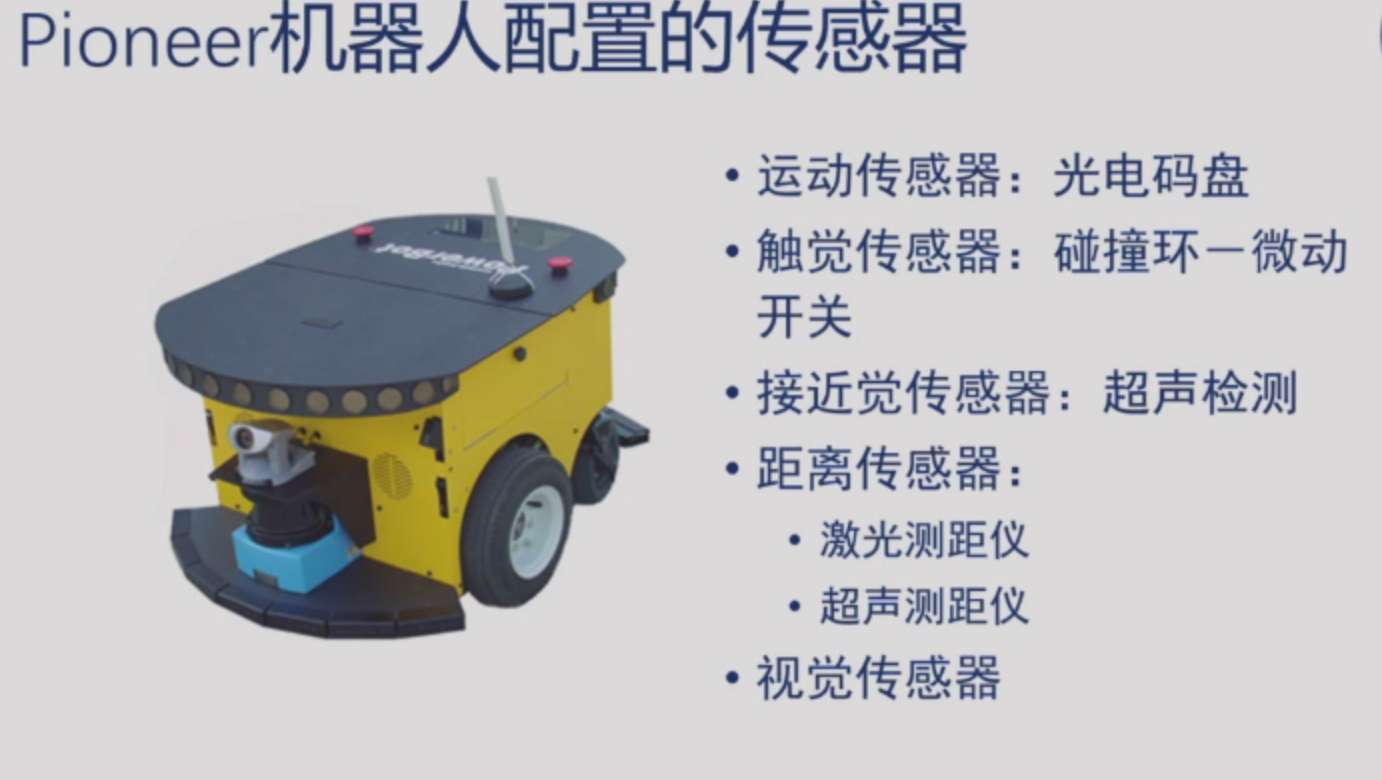 Pioneer机器人配置的传感器
• 运动传感器：光电码盘
• 触觉传感器：碰撞环－微动
开关
• 接近觉传感器：超声检测
• 距离传感器：
• 激光测距仪
• 超声测距仪
• 视觉传感器
PowerBot